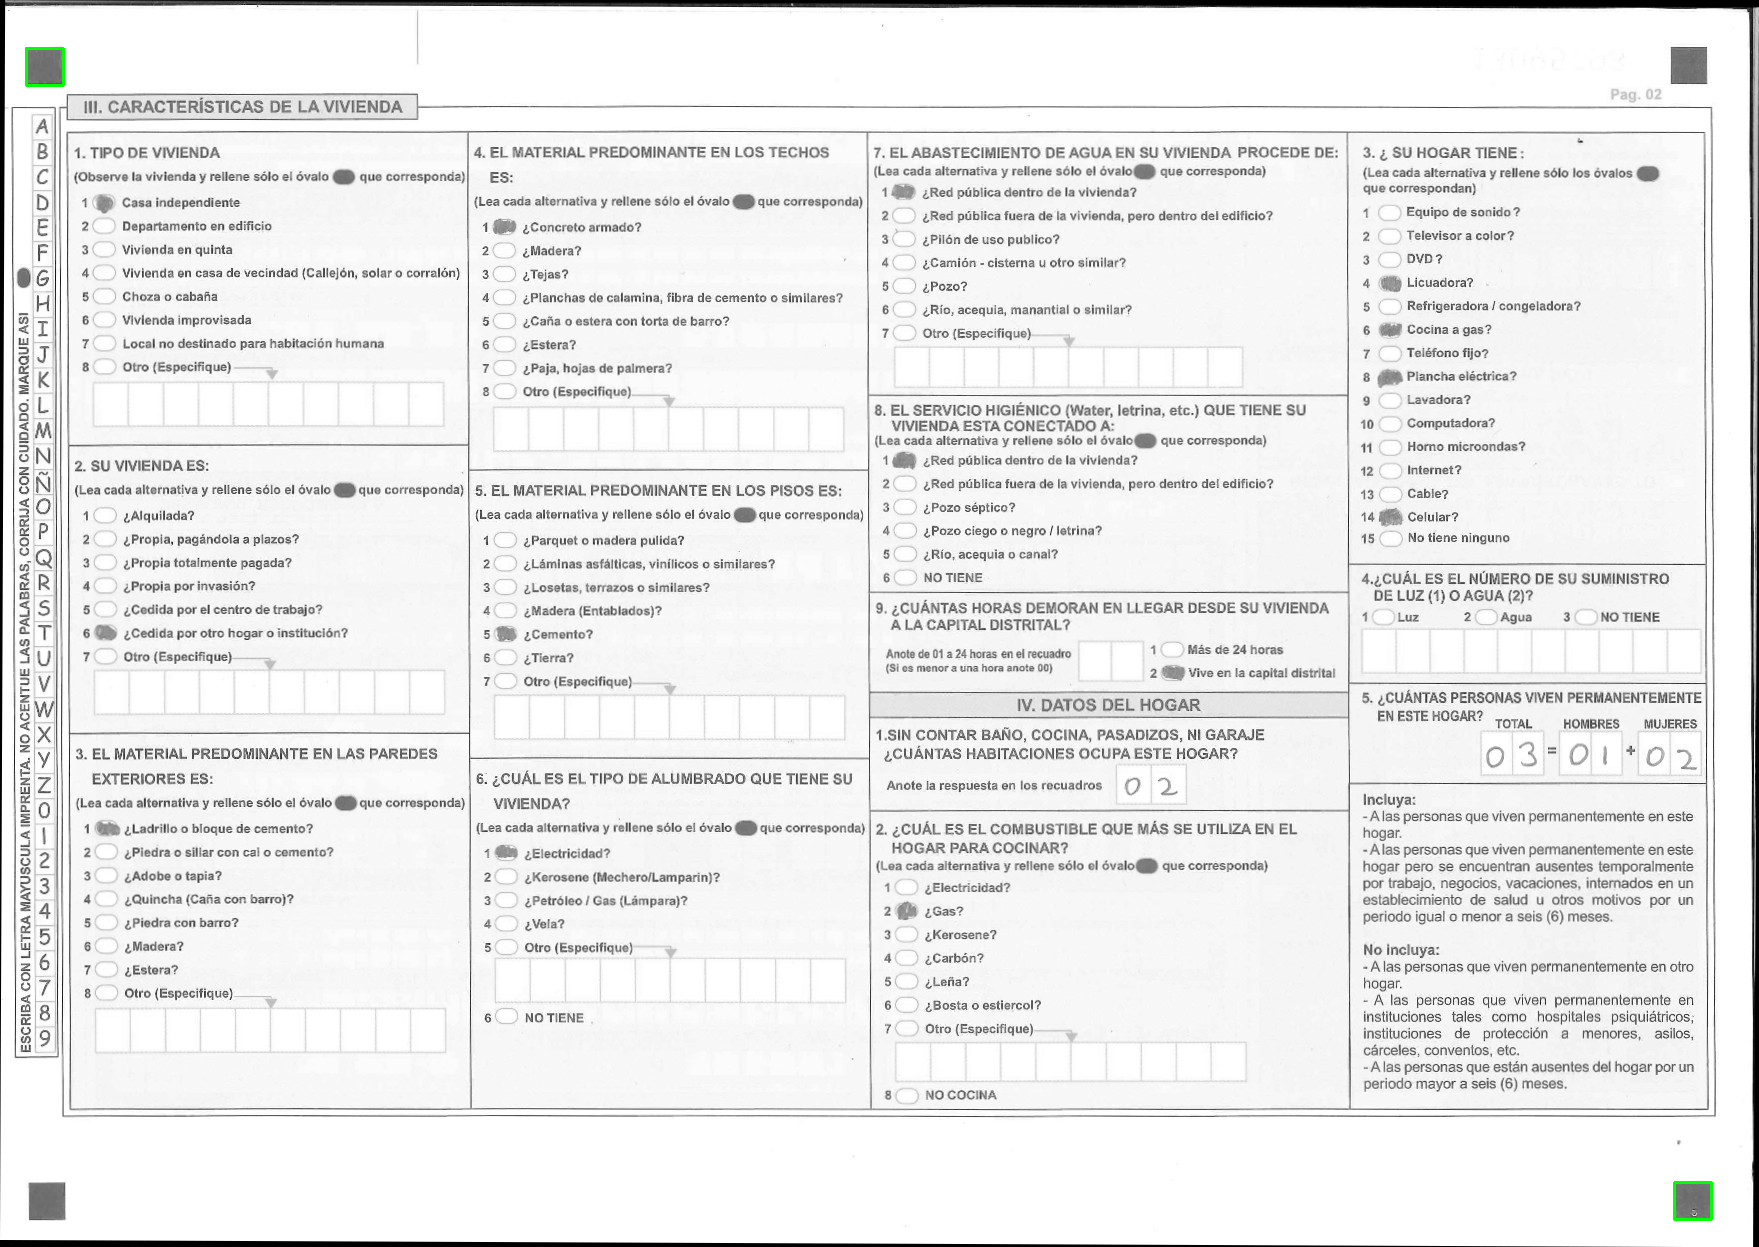 Pag. 02
III. CARACTERÍSTICAS DE LA VIVIENDA
ESCRIBA CON LETRA MAYUSCULA IMPRENTA. NO ACENTUE LAS PALABRAS, CORRIJA CON CUIDADO. MARQUE ASI
A
B
C
D
E
F
G
H
I
J
K
L
M
N
Ñ
O
P
Q
R
S
T
U
V
W
X
Y
Z
0
1
2
3
4
5
6
7
8
9
1. TIPO DE VIVIENDA
(Observe la vivienda y rellene sólo el óvalo que corresponda)
1 Casa independiente
2 Departamento en edificio
3 Vivienda en quinta
4 Vivienda en casa de vecindad (Callejón, solar o corralón)
5 Choza o cabaña
6 Vivienda improvisada
7 Local no destinado para habitación humana
8 Otro (Especifique)
2. SU VIVIENDA ES:
(Lea cada alternativa y rellene sólo el óvalo que corresponda)
1 ¿Alquilada?
2 ¿Propia, pagándola a plazos?
3 ¿Propia totalmente pagada?
4 ¿Propia por invasión?
5 ¿Cedida por el centro de trabajo?
6 ¿Cedida por otro hogar o institución?
7 Otro (Especifique)
3. EL MATERIAL PREDOMINANTE EN LAS PAREDES
EXTERIORES ES:
(Lea cada alternativa y rellene sólo el óvalo que corresponda)
1 ¿Ladrillo o bloque de cemento?
2 ¿Piedra o sillar con cal o cemento?
3 ¿Adobe o tapia?
4 ¿Quincha (Caña con barro)?
5 ¿Piedra con barro?
6 ¿Madera?
7 ¿Estera?
8 Otro (Especifique)
4. EL MATERIAL PREDOMINANTE EN LOS TECHOS
ES:
(Lea cada alternativa y rellene sólo el óvalo que corresponda)
1 ¿Concreto armado?
2 ¿Madera?
3 ¿Tejas?
4 ¿Planchas de calamina, fibra de cemento o similares?
5 ¿Caña o estera con torta de barro?
6 ¿Estera?
7 ¿Paja, hojas de palmera?
8 Otro (Especifique)
5. EL MATERIAL PREDOMINANTE EN LOS PISOS ES:
(Lea cada alternativa y rellene sólo el óvalo que corresponda)
1 ¿Parquet o madera pulida?
2 ¿Láminas asfálticas, vinílicos o similares?
3 ¿Losetas, terrazos o similares?
4 ¿Madera (Entablados)?
5 ¿Cemento?
6 ¿Tierra?
7 Otro (Especifique)
6. ¿CUÁL ES EL TIPO DE ALUMBRADO QUE TIENE SU
VIVIENDA?
(Lea cada alternativa y rellene sólo el óvalo que corresponda)
1 ¿Electricidad?
2 ¿Kerosene (Mechero/Lamparin)?
3 ¿Petróleo / Gas (Lámpara)?
4 ¿Vela?
5 Otro (Especifique)
6 NO TIENE
7. EL ABASTECIMIENTO DE AGUA EN SU VIVIENDA PROCEDE DE:
(Lea cada alternativa y rellene sólo el óvalo que corresponda)
1 ¿Red pública dentro de la vivienda?
2 ¿Red pública fuera de la vivienda, pero dentro del edificio?
3 ¿Pilón de uso publico?
4 ¿Camión - cisterna u otro similar?
5 ¿Pozo?
6 ¿Río, acequia, manantial o similar?
7 Otro (Especifique)
8. EL SERVICIO HIGIÉNICO (Water, letrina, etc.) QUE TIENE SU
VIVIENDA ESTA CONECTADO A:
(Lea cada alternativa y rellene sólo el óvalo que corresponda)
1 ¿Red pública dentro de la vivienda?
2 ¿Red pública fuera de la vivienda, pero dentro del edificio?
3 ¿Pozo séptico?
4 ¿Pozo ciego o negro / letrina?
5 ¿Río, acequia o canal?
6 NO TIENE
9. ¿CUÁNTAS HORAS DEMORAN EN LLEGAR DESDE SU VIVIENDA
A LA CAPITAL DISTRITAL?
Anote de 01 a 24 horas en el recuadro
(Si es menor a una hora anote 00)
1 Más de 24 horas
2 Vive en la capital distrital
IV. DATOS DEL HOGAR
1.SIN CONTAR BAÑO, COCINA, PASADIZOS, NI GARAJE
¿CUÁNTAS HABITACIONES OCUPA ESTE HOGAR?
Anote la respuesta en los recuadros 0 2
2. ¿CUÁL ES EL COMBUSTIBLE QUE MÁS SE UTILIZA EN EL
HOGAR PARA COCINAR?
(Lea cada alternativa y rellene sólo el óvalo que corresponda)
1 ¿Electricidad?
2 ¿Gas?
3 ¿Kerosene?
4 ¿Carbón?
5 ¿Leña?
6 ¿Bosta o estiercol?
7 Otro (Especifique)
8 NO COCINA
3. ¿ SU HOGAR TIENE :
(Lea cada alternativa y rellene sólo los óvalos
que correspondan)
1 Equipo de sonido ?
2 Televisor a color?
3 DVD ?
4 Licuadora?
5 Refrigeradora / congeladora?
6 Cocina a gas?
7 Teléfono fijo?
8 Plancha eléctrica?
9 Lavadora?
10 Computadora?
11 Horno microondas?
12 Internet?
13 Cable?
14 Celular?
15 No tiene ninguno
4.¿CUÁL ES EL NÚMERO DE SU SUMINISTRO
DE LUZ (1) O AGUA (2)?
1 Luz 2 Agua 3 NO TIENE
5. ¿CUÁNTAS PERSONAS VIVEN PERMANENTEMENTE
EN ESTE HOGAR? TOTAL HOMBRES MUJERES
0 3 = 0 1 + 0 2
Incluya:
- A las personas que viven permanentemente en este
hogar.
- A las personas que viven permanentemente en este
hogar pero se encuentran ausentes temporalmente
por trabajo, negocios, vacaciones, internados en un
establecimiento de salud u otros motivos por un
periodo igual o menor a seis (6) meses.
No incluya:
- A las personas que viven permanentemente en otro
hogar.
- A las personas que viven permanentemente en
instituciones tales como hospitales psiquiátricos;
instituciones de protección a menores, asilos,
cárceles, conventos, etc.
- A las personas que están ausentes del hogar por un
periodo mayor a seis (6) meses.